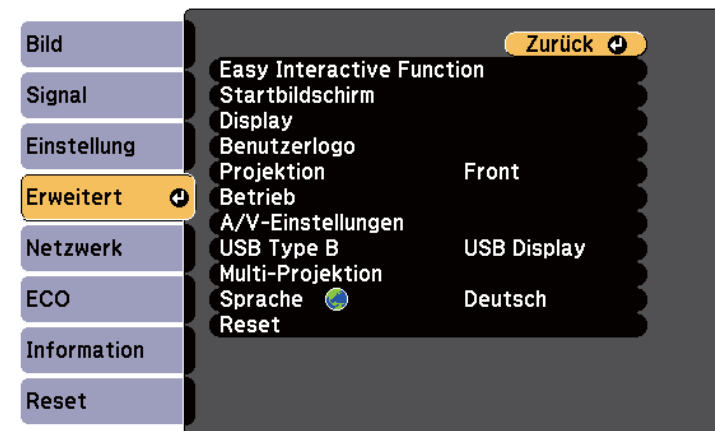 Bild
Signal
Einstellung
Erweitert
Netzwerk
ECO
Information
Reset
Zurück
Easy Interactive Function
Startbildschirm
Display
Benutzerlogo
Projektion Front
Betrieb
A/V-Einstellungen
USB Type B USB Display
Multi-Projektion
Sprache Deutsch
Reset